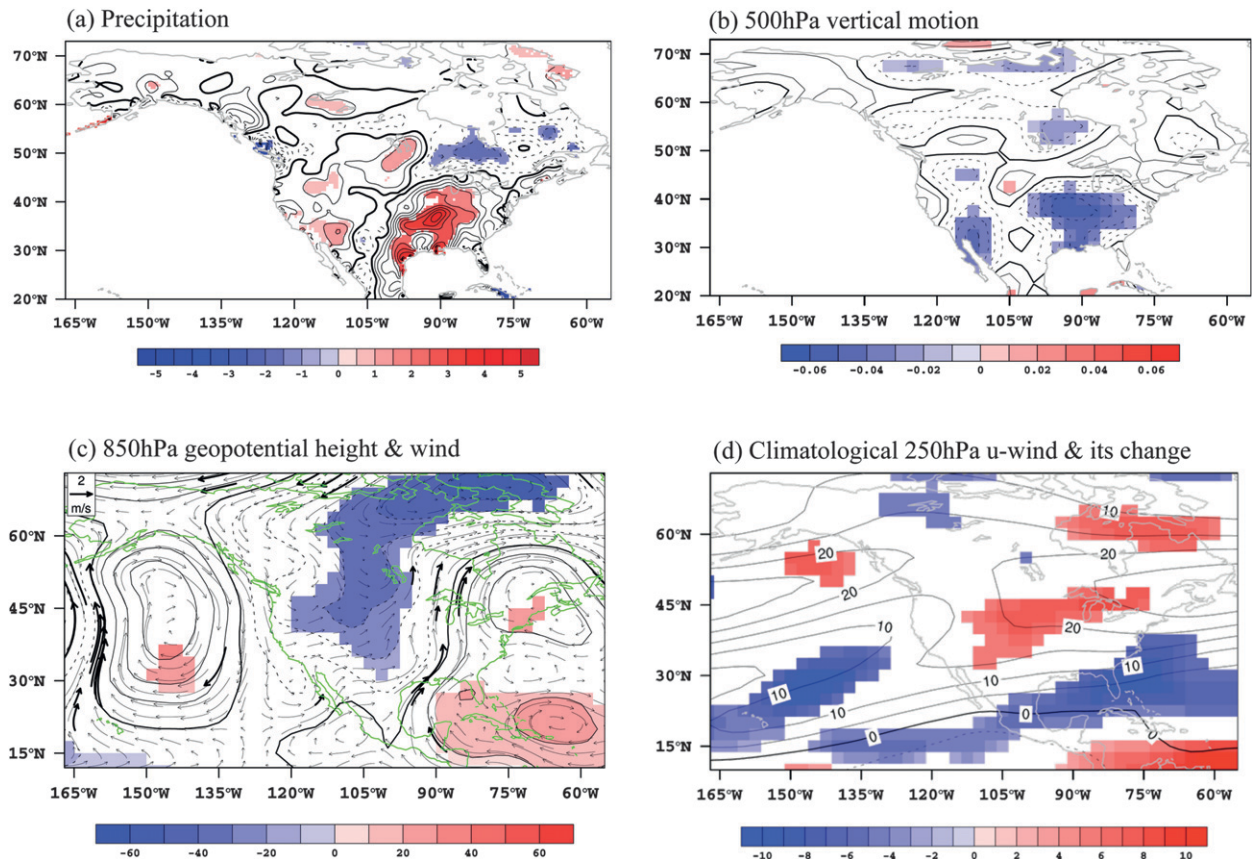 (a) Precipitation
70°N
60°N
50°N
40°N
30°N
20°N
165°W 150°W 135°W 120°W 105°W 90°W 75°W 60°W
-5 -4 -3 -2 -1 0 1 2 3 4 5
(b) 500hPa vertical motion
70°N
60°N
50°N
40°N
30°N
20°N
165°W 150°W 135°W 120°W 105°W 90°W 75°W 60°W
-0.06 -0.04 -0.02 0 0.02 0.04 0.06
(c) 850hPa geopotential height & wind
2
m/s
60°N
45°N
30°N
15°N
165°W 150°W 135°W 120°W 105°W 90°W 75°W 60°W
-60 -40 -20 0 20 40 60
(d) Climatological 250hPa u-wind & its change
60°N
45°N
30°N
15°N
10
20
20
20
10
20
10
10
10
0
0
0
165°W 150°W 135°W 120°W 105°W 90°W 75°W 60°W
-10 -8 -6 -4 -2 0 2 4 6 8 10